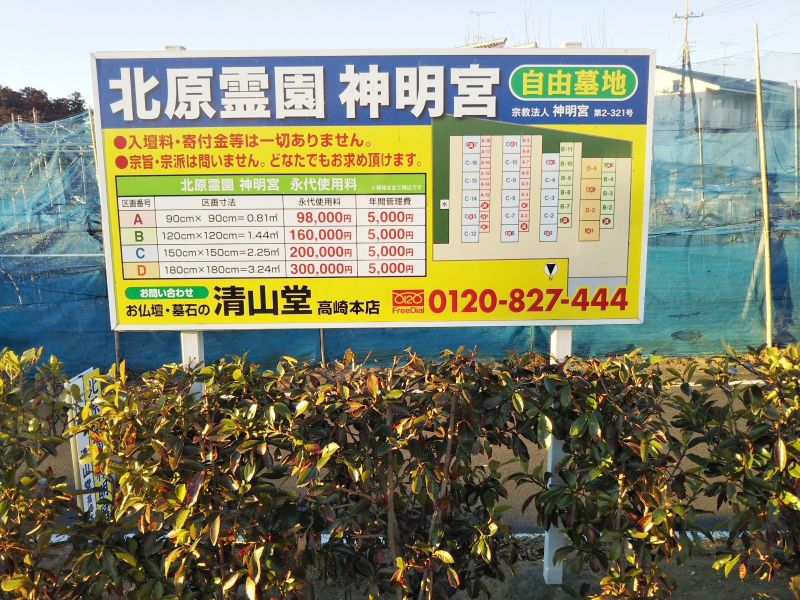 北原霊園 神明宮
自由墓地
宗教法人 神明宮 第2-321号
●入壇料・寄付金等は一切ありません。
●宗旨・宗派は問いません。どなたでもお求め頂けます。
北原霊園 神明宮 永代使用料
区画番号 区画寸法 永代使用料 年間管理費
A 90cm× 90cm=0.81㎡ 98,000円 5,000円
B 120cm×120cm=1.44㎡ 160,000円 5,000円
C 150cm×150cm=2.25㎡ 200,000円 5,000円
D 180cm×180cm=3.24㎡ 300,000円 5,000円
水
お問い合わせ
お仏壇・墓石の 清山堂 高崎本店
FreeDial 0120-827-444